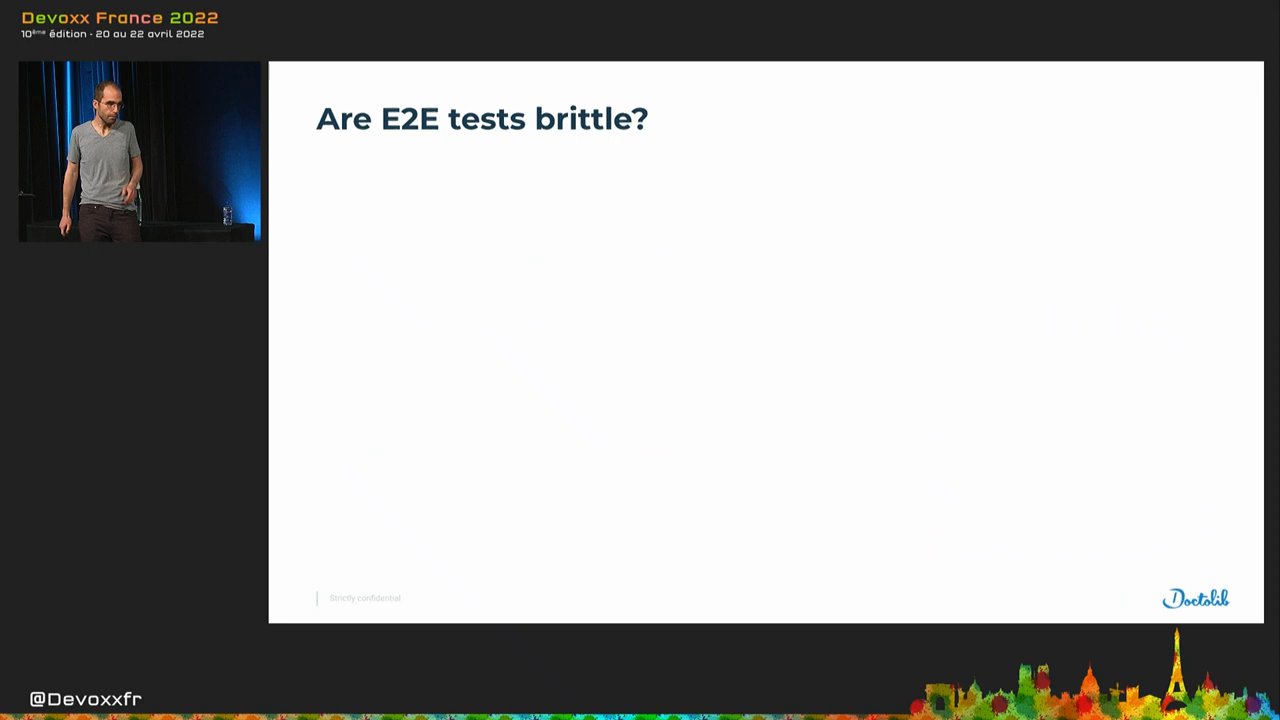 Devoxx France 2022
10ème édition · 20 au 22 avril 2022
Are E2E tests brittle?
Strictly confidential
Doctolib
@Devoxxfr